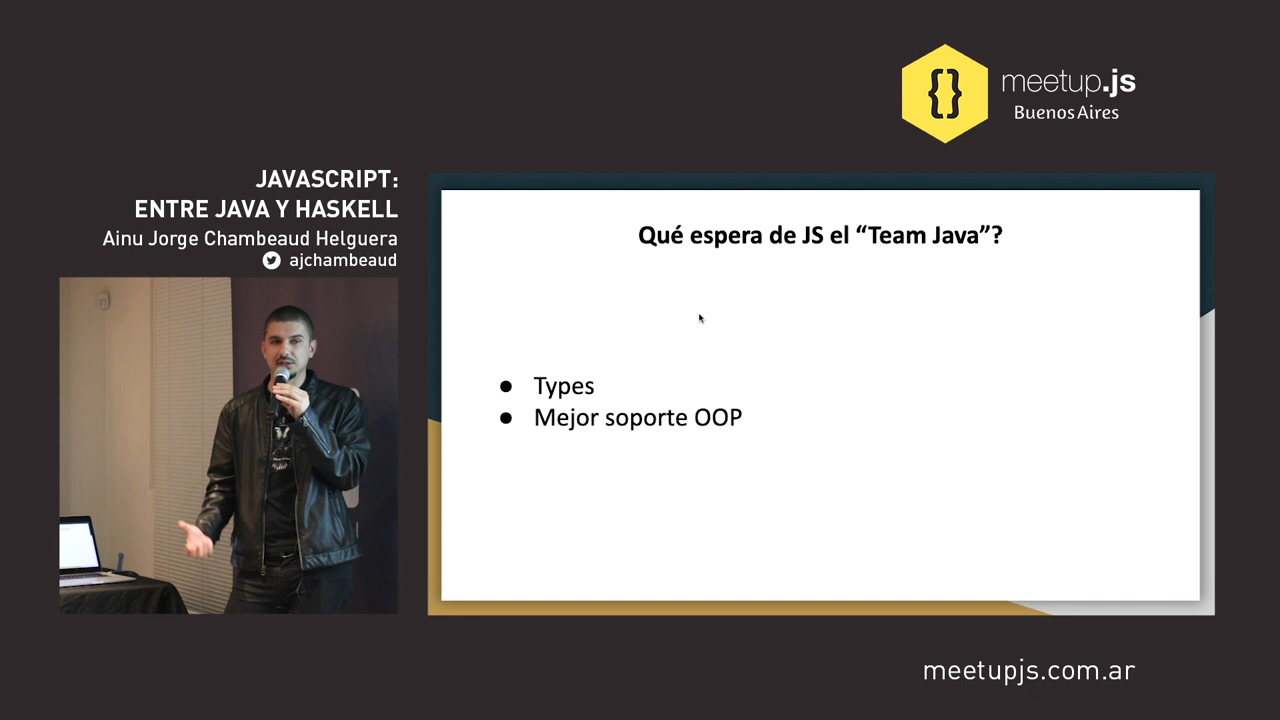 {}
meetup.js
Buenos Aires
JAVASCRIPT:
ENTRE JAVA Y HASKELL
Ainu Jorge Chambeaud Helguera
ajchambeaud
Qué espera de JS el “Team Java”?
● Types
● Mejor soporte OOP
meetupjs.com.ar